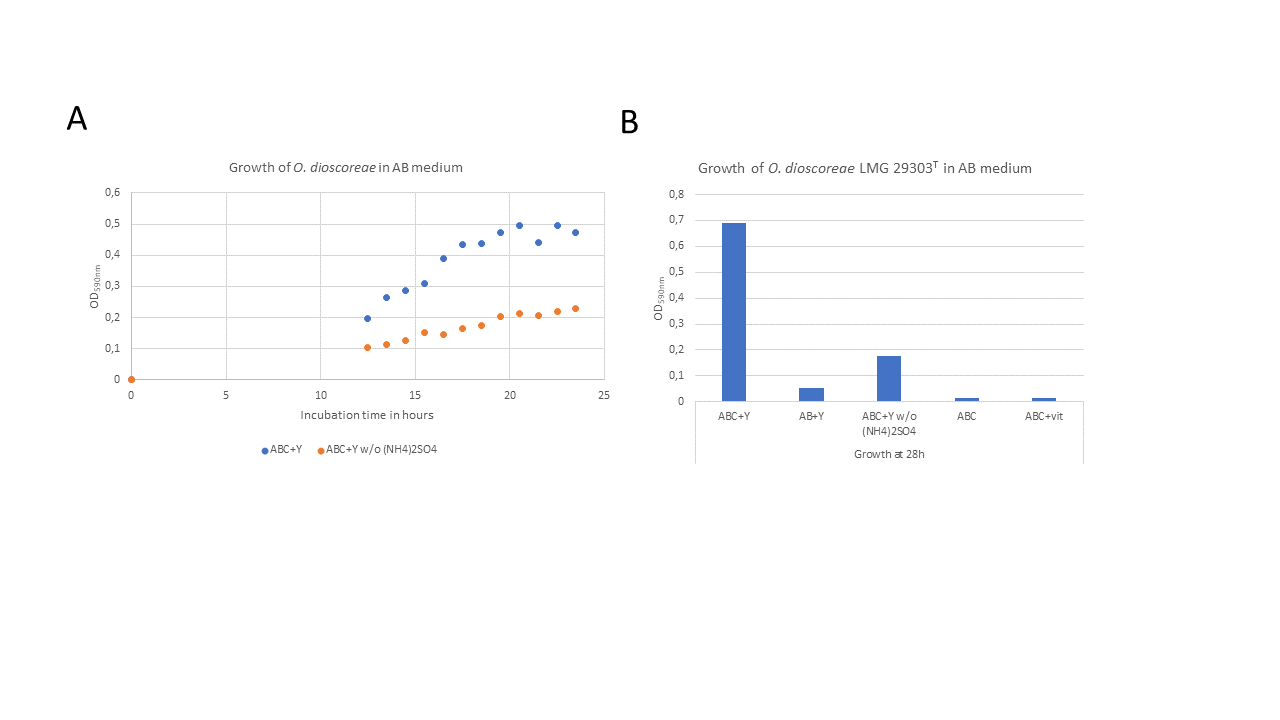 A
Growth of O. dioscoreae in AB medium
0,6
0,5
0,4
0,3
0,2
0,1
0
OD590nm
0 5 10 15 20 25
Incubation time in hours
ABC+Y ABC+Y w/o (NH4)2SO4
B
Growth of O. dioscoreae LMG 29303T in AB medium
0,8
0,7
0,6
0,5
0,4
0,3
0,2
0,1
0
OD590nm
ABC+Y AB+Y ABC+Y w/o ABC ABC+vit
(NH4)2SO4
Growth at 28h